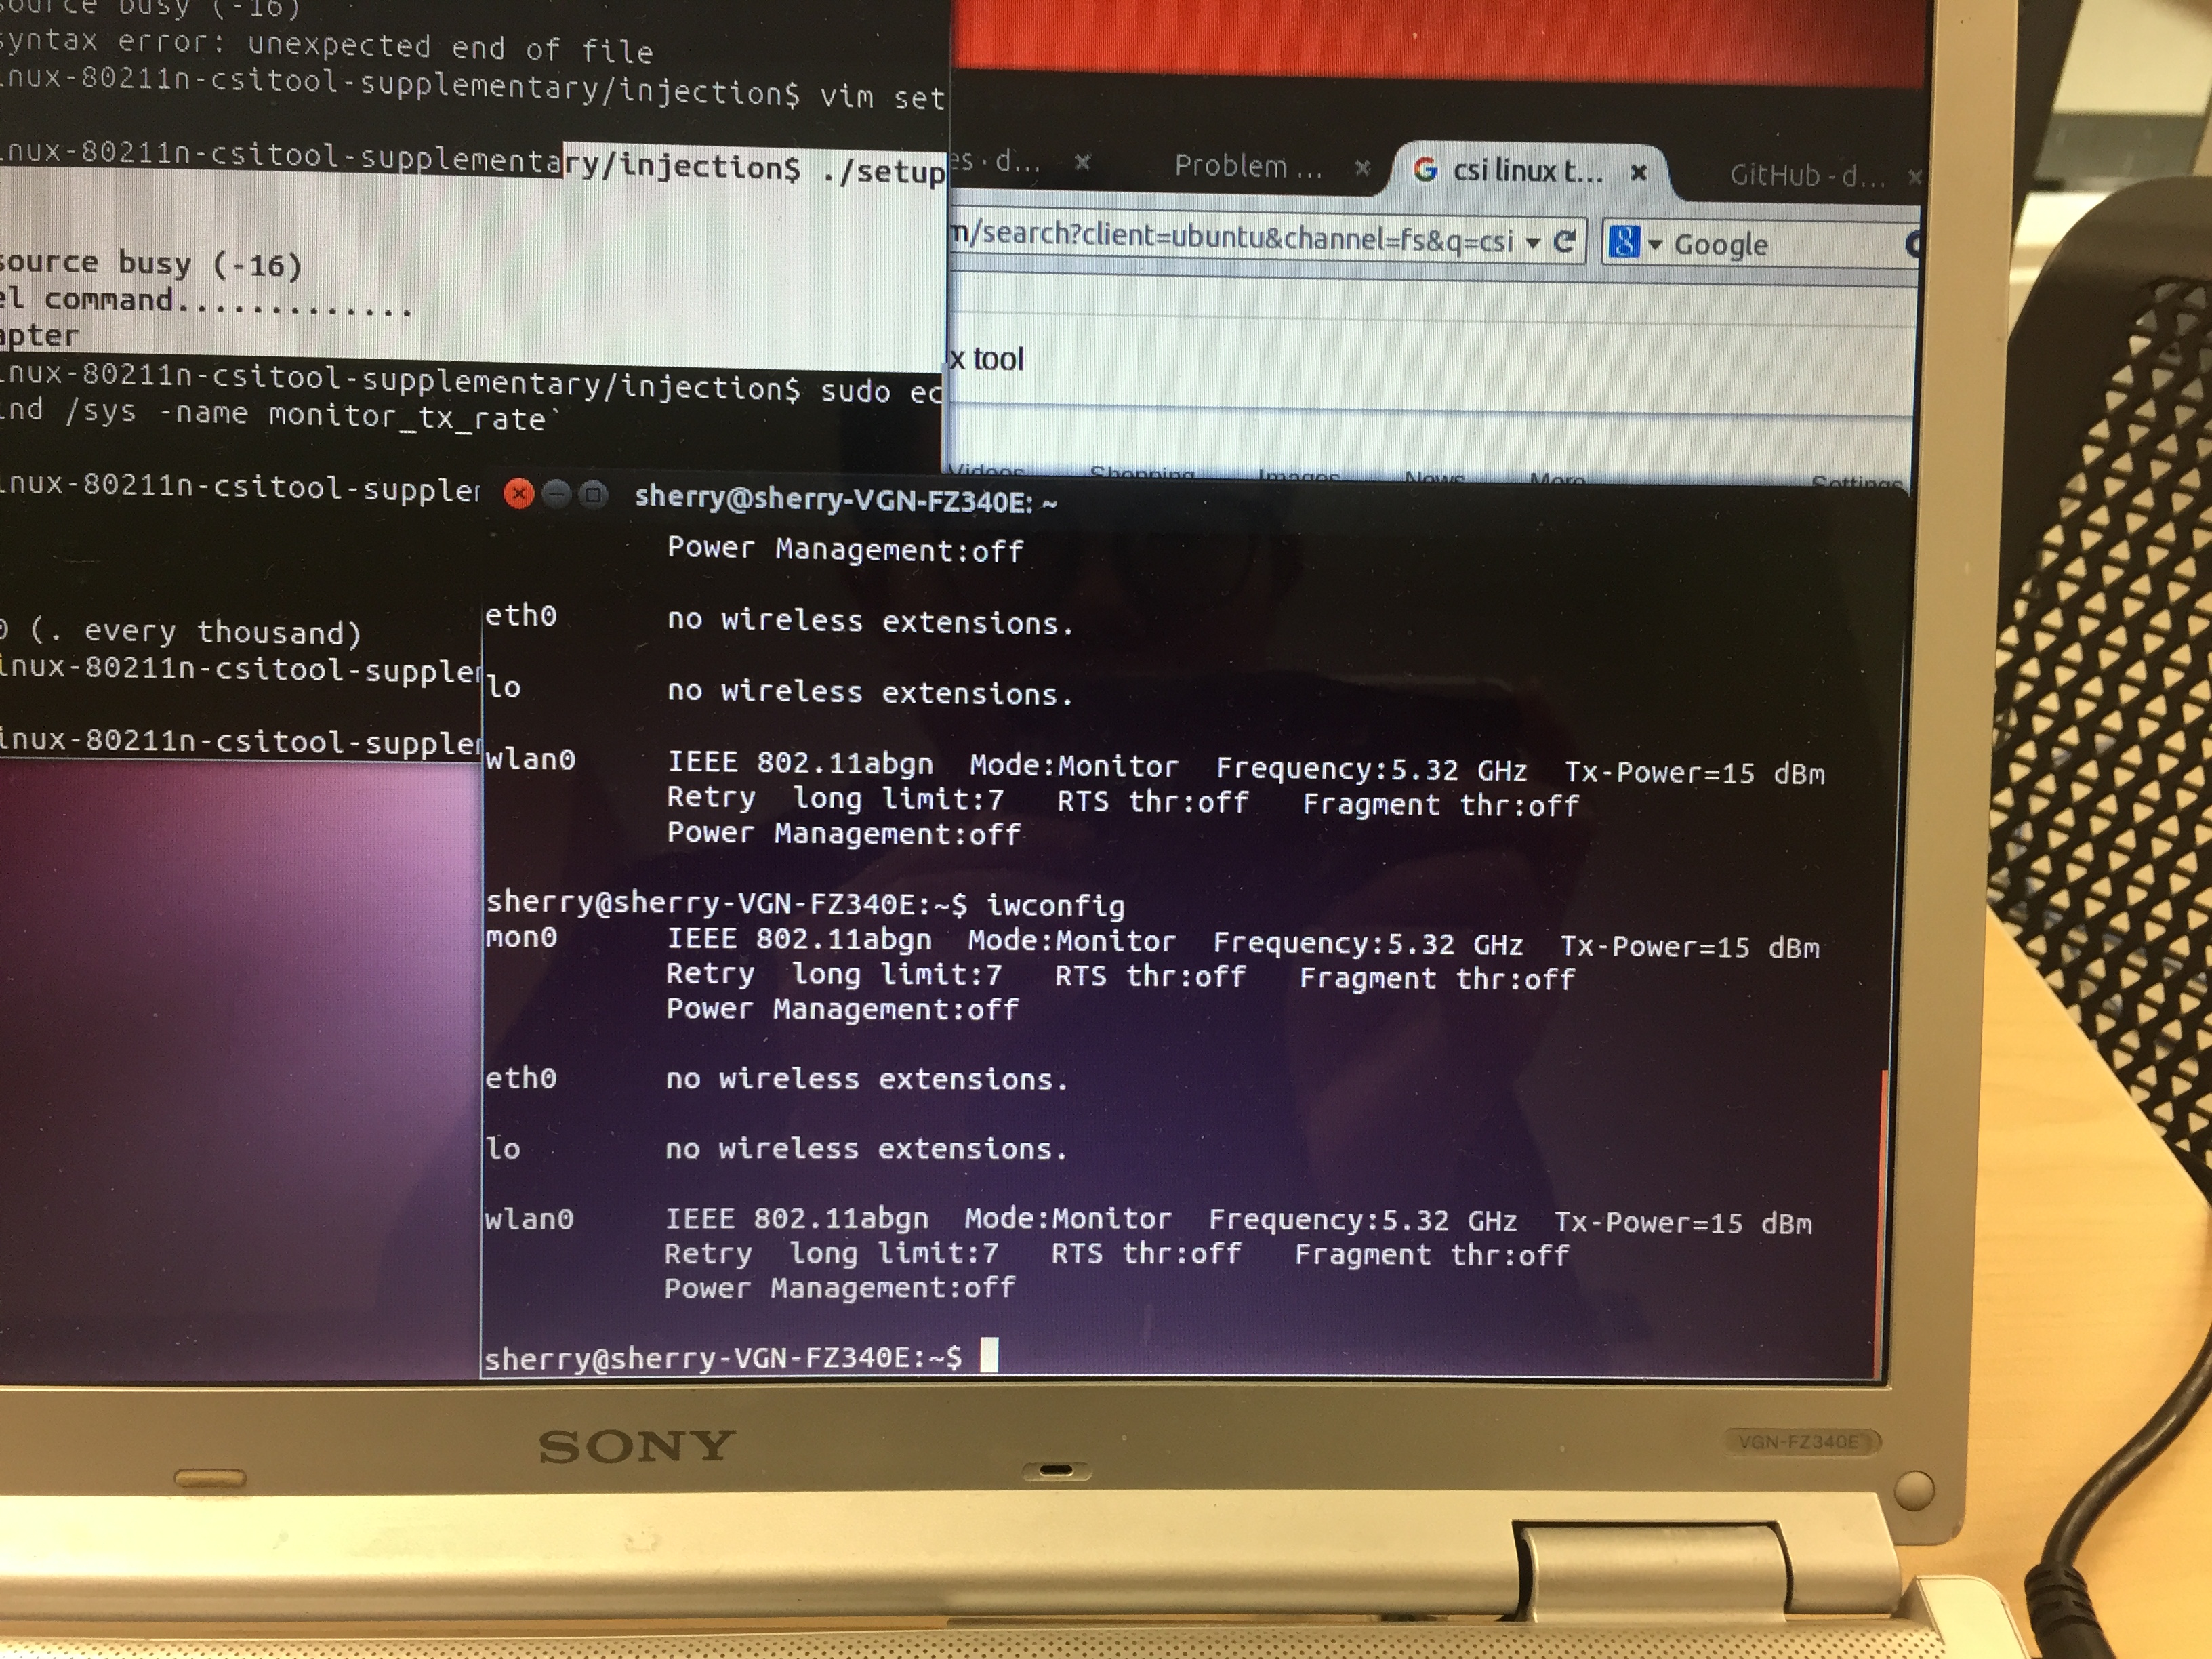 source busy (-16)
syntax error: unexpected end of file
inux-80211n-csitool-supplementary/injection$ vim set
inux-80211n-csitool-supplementary/injection$ ./setup
source busy (-16)
el command.............
apter
inux-80211n-csitool-supplementary/injection$ sudo ec
ind /sys -name monitor_tx_rate`
inux-80211n-csitool-suppler
0 (. every thousand)
inux-80211n-csitool-suppler
inux-80211n-csitool-suppler
es · d... × Problem ... × csi linux t... × GitHub - d... ×
m/search?client=ubuntu&channel=fs&q=csi Google
x tool
Videos Shopping Images News More Settings
sherry@sherry-VGN-FZ340E: ~
Power Management:off
eth0 no wireless extensions.
lo no wireless extensions.
wlan0 IEEE 802.11abgn Mode:Monitor Frequency:5.32 GHz Tx-Power=15 dBm
Retry long limit:7 RTS thr:off Fragment thr:off
Power Management:off
sherry@sherry-VGN-FZ340E:~$ iwconfig
mon0 IEEE 802.11abgn Mode:Monitor Frequency:5.32 GHz Tx-Power=15 dBm
Retry long limit:7 RTS thr:off Fragment thr:off
Power Management:off
eth0 no wireless extensions.
lo no wireless extensions.
wlan0 IEEE 802.11abgn Mode:Monitor Frequency:5.32 GHz Tx-Power=15 dBm
Retry long limit:7 RTS thr:off Fragment thr:off
Power Management:off
sherry@sherry-VGN-FZ340E:~$
SONY
VGN-FZ340E